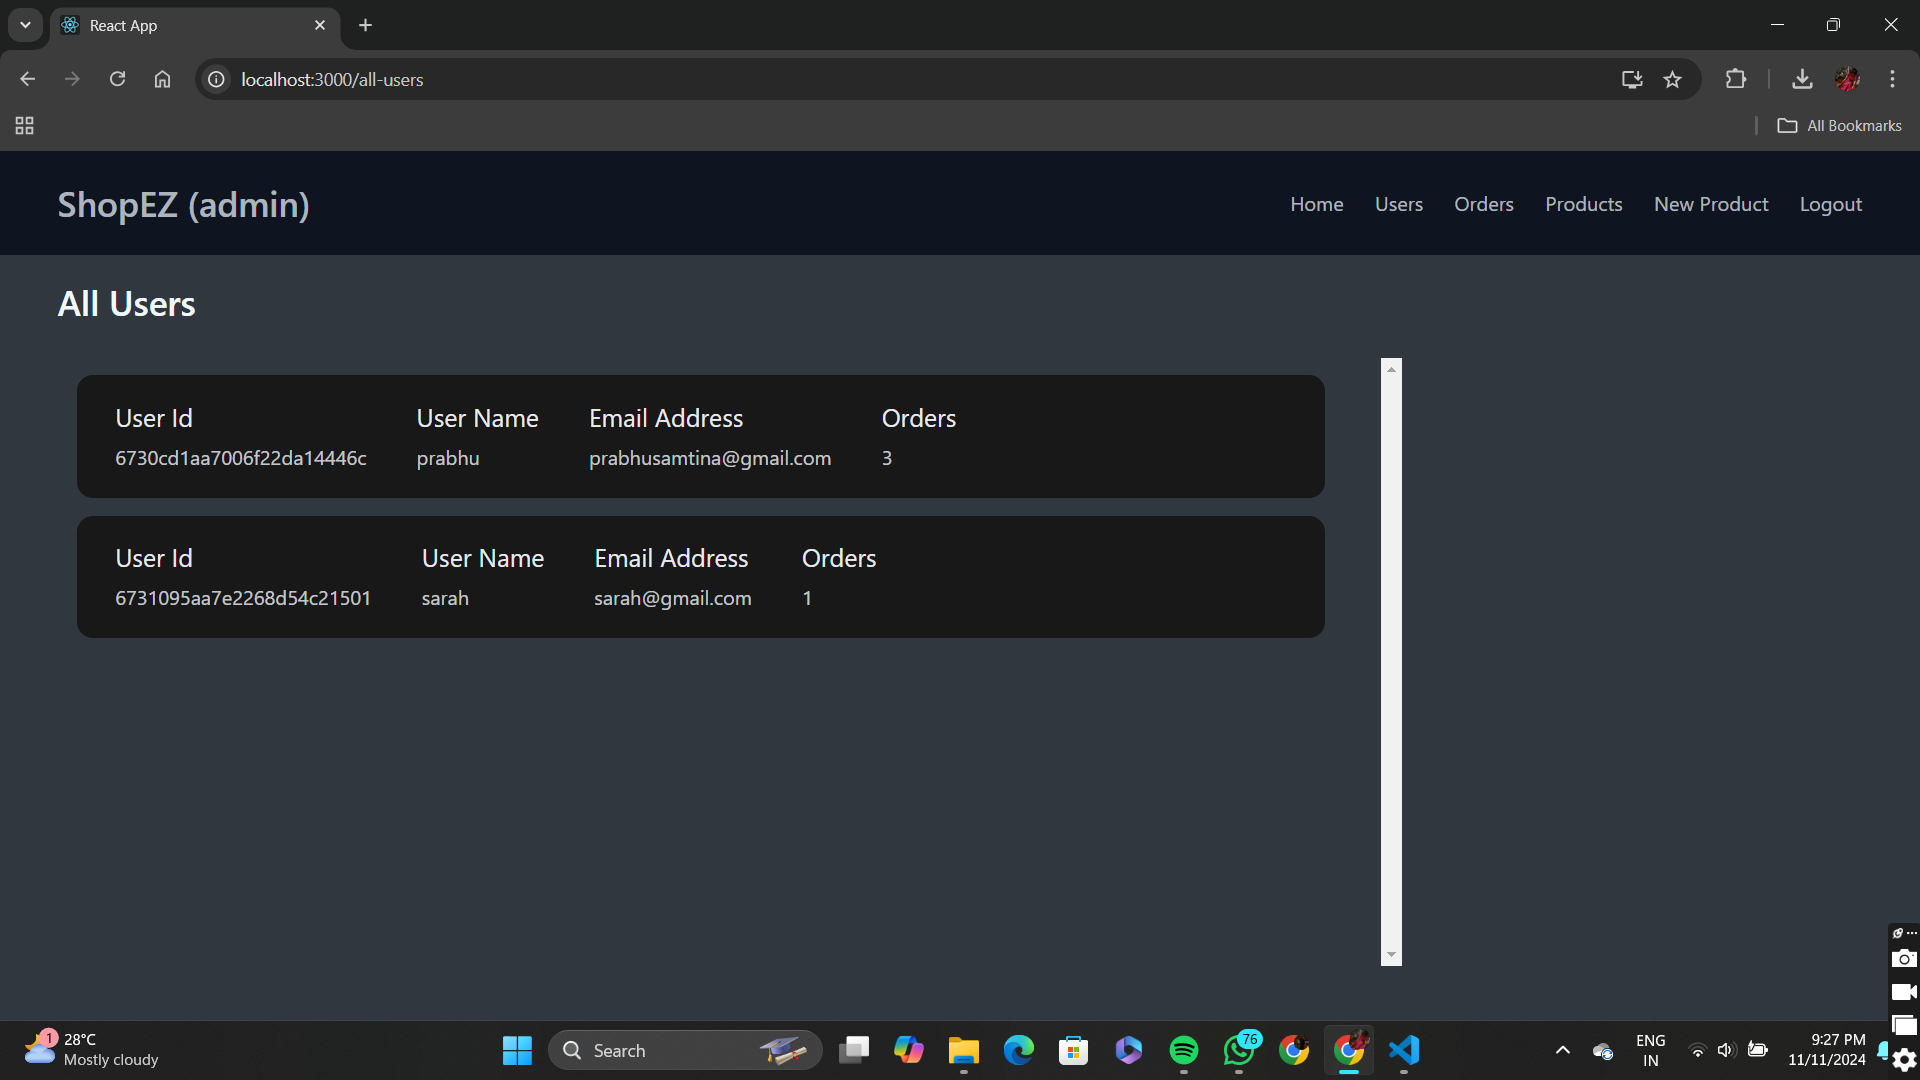 React App
localhost:3000/all-users
All Bookmarks
ShopEZ (admin)
Home Users Orders Products New Product Logout
All Users
User Id User Name Email Address Orders
6730cd1aa7006f22da14446c prabhu prabhusamtina@gmail.com 3
User Id User Name Email Address Orders
6731095aa7e2268d54c21501 sarah sarah@gmail.com 1
1
28°C
Mostly cloudy
Search
76
ENG
IN
9:27 PM
11/11/2024